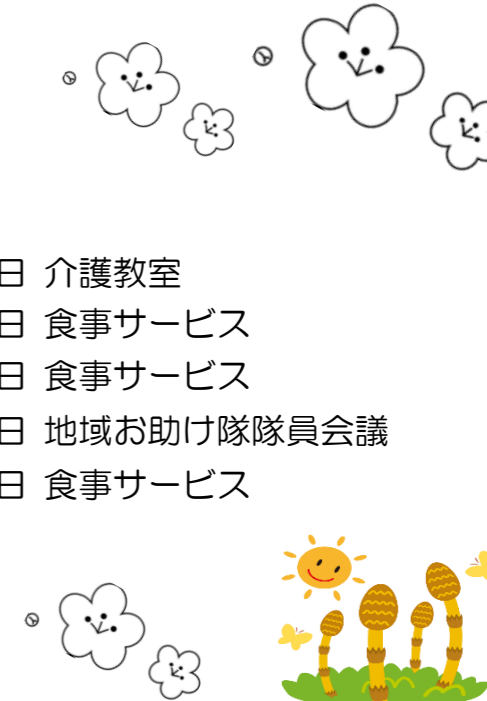 日 介護教室
日 食事サービス
日 食事サービス
日 地域お助け隊隊員会議
日 食事サービス